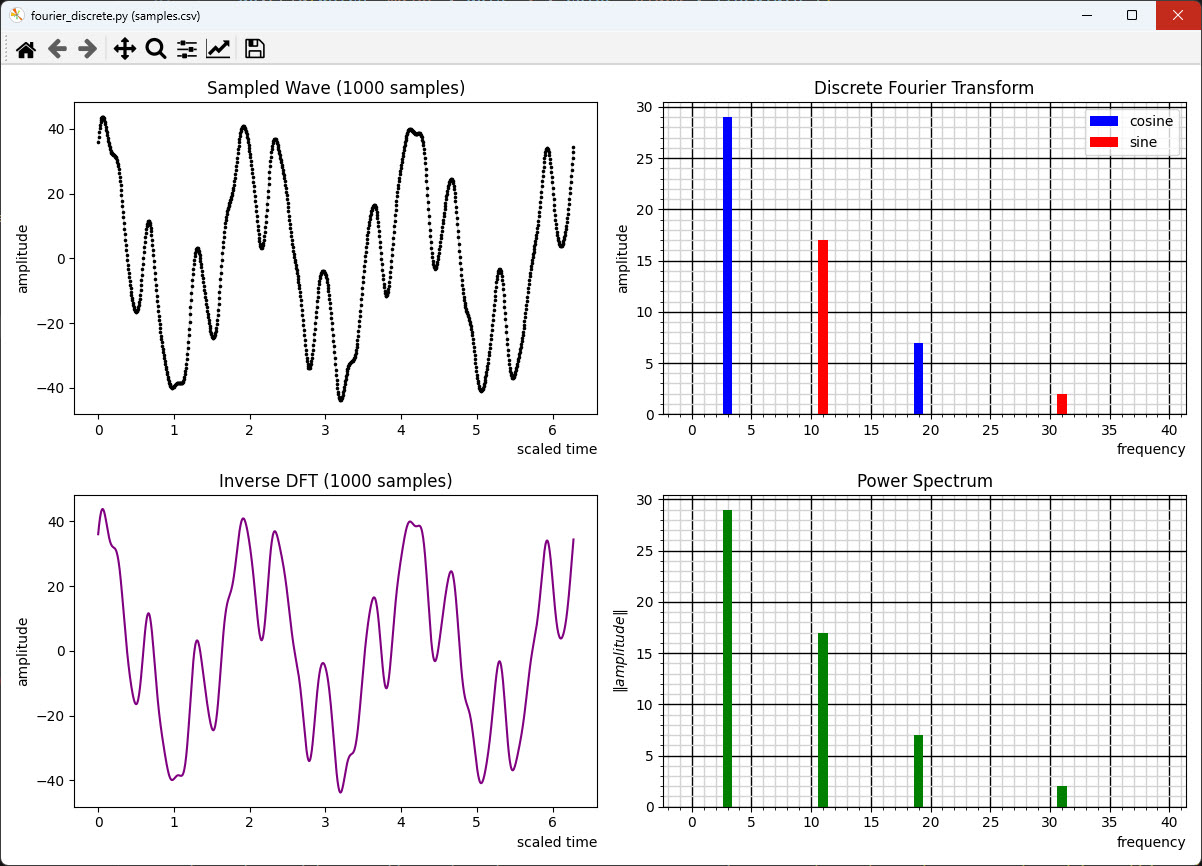 fourier_discrete.py (samples.csv)
Sampled Wave (1000 samples)
amplitude
40
20
0
−20
−40
0 1 2 3 4 5 6
scaled time
Discrete Fourier Transform
cosine
sine
amplitude
30
25
20
15
10
5
0
0 5 10 15 20 25 30 35 40
frequency
Inverse DFT (1000 samples)
amplitude
40
20
0
−20
−40
0 1 2 3 4 5 6
scaled time
Power Spectrum
‖amplitude‖
30
25
20
15
10
5
0
0 5 10 15 20 25 30 35 40
frequency